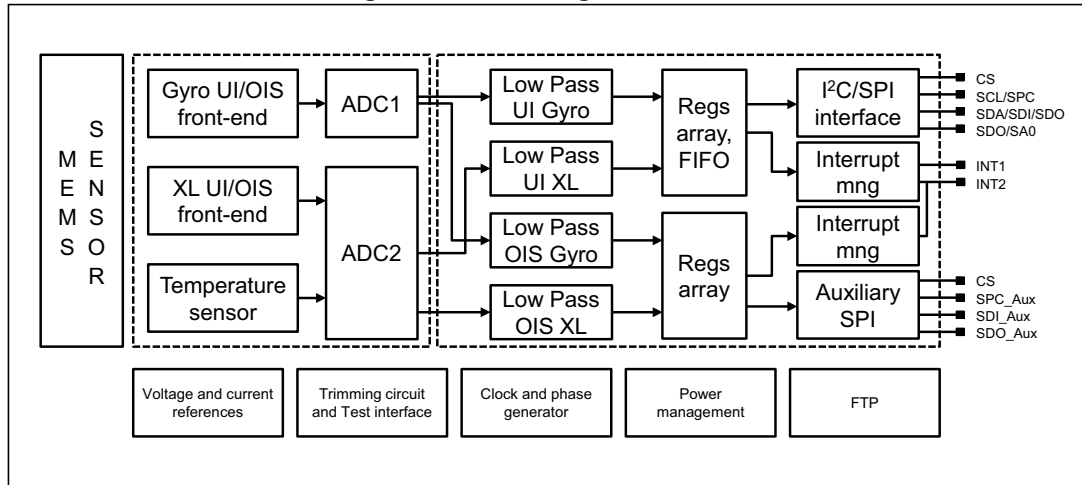 MEMS
SENSOR
Gyro UI/OIS
front-end
XL UI/OIS
front-end
Temperature
sensor
ADC1
ADC2
Low Pass
UI Gyro
Low Pass
UI XL
Low Pass
OIS Gyro
Low Pass
OIS XL
Regs
array,
FIFO
Regs
array
I²C/SPI
interface
Interrupt
mng
Interrupt
mng
Auxiliary
SPI
CS
SCL/SPC
SDA/SDI/SDO
SDO/SA0
INT1
INT2
CS
SPC_Aux
SDI_Aux
SDO_Aux
Voltage and current
references
Trimming circuit
and Test interface
Clock and phase
generator
Power
management
FTP